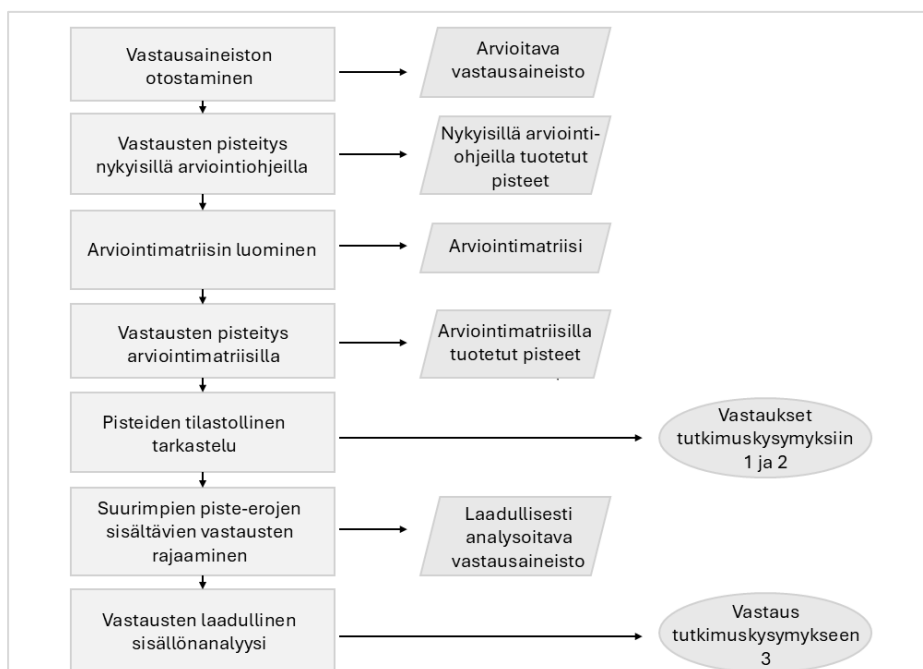 Vastausaineiston
otostaminen
Arvioitava
vastausaineisto
Vastausten pisteitys
nykyisillä arviointiohjeilla
Nykyisillä arviointi-
ohjeilla tuotetut
pisteet
Arviointimatriisin luominen
Arviointimatriisi
Vastausten pisteitys
arviointimatriisilla
Arviointimatriisilla
tuotetut pisteet
Pisteiden tilastollinen
tarkastelu
Vastaukset
tutkimuskysymyksiin
1 ja 2
Suurimpien piste-erojen
sisältävien vastausten
rajaaminen
Laadullisesti
analysoitava
vastausaineisto
Vastausten laadullinen
sisällönanalyysi
Vastaus
tutkimuskysymykseen
3